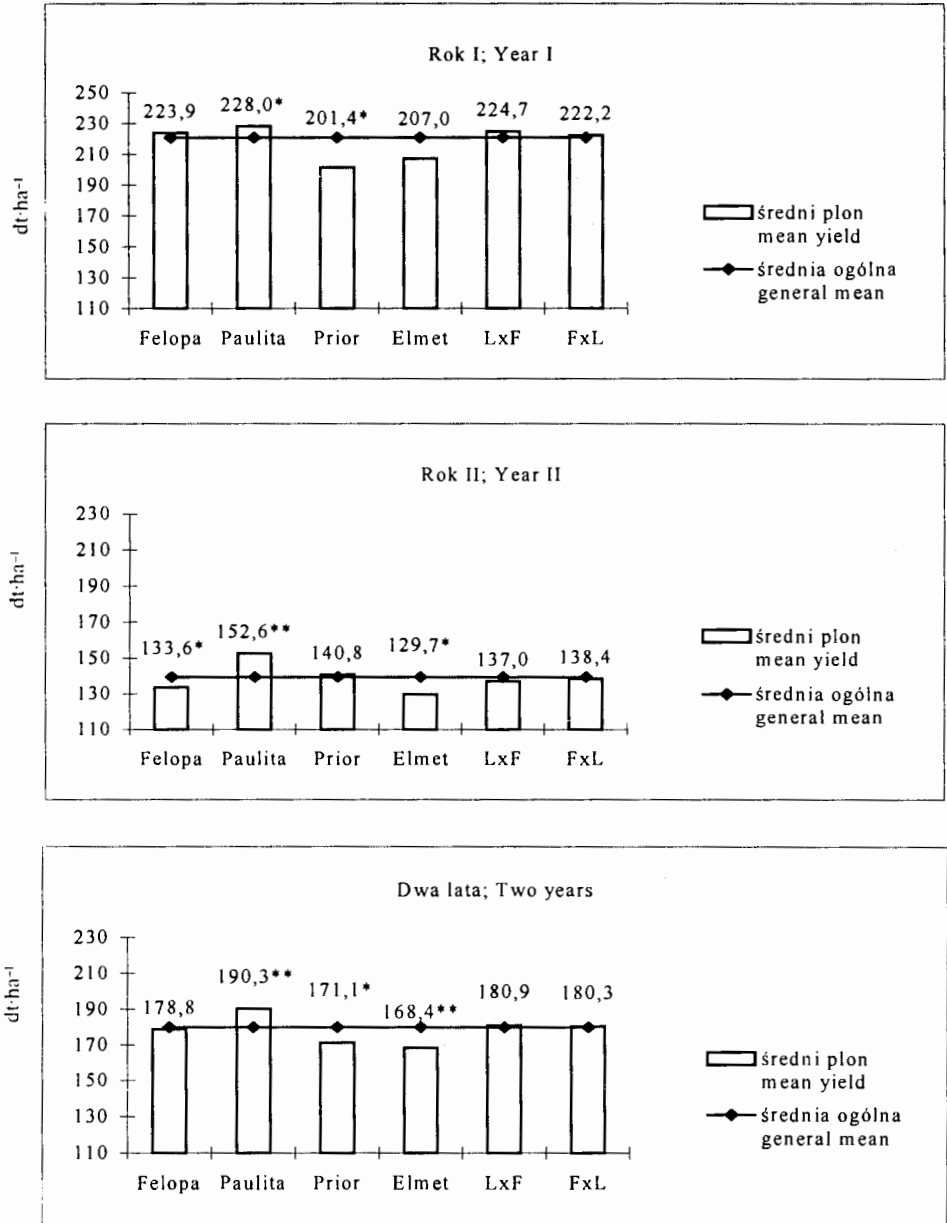 Rok I; Year I
dt·ha⁻¹
250
230
210
190
170
150
130
110
223,9 228,0* 201,4* 207,0 224,7 222,2
Felopa Paulita Prior Elmet LxF FxL
średni plon
mean yield
średnia ogólna
general mean
Rok II; Year II
dt·ha⁻¹
230
210
190
170
150
130
110
133,6* 152,6** 140,8 129,7* 137,0 138,4
Felopa Paulita Prior Elmet LxF FxL
średni plon
mean yield
średnia ogólna
general mean
Dwa lata; Two years
dt·ha⁻¹
230
210
190
170
150
130
110
178,8 190,3** 171,1* 168,4** 180,9 180,3
Felopa Paulita Prior Elmet LxF FxL
średni plon
mean yield
średnia ogólna
general mean